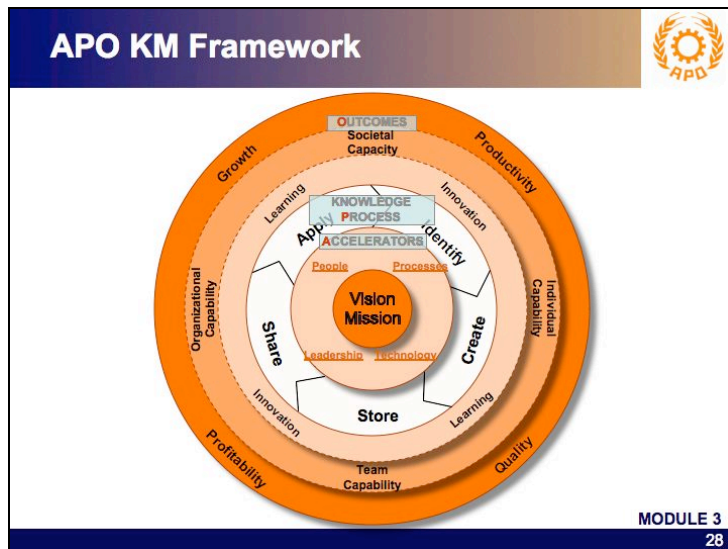 APO KM Framework
APO
OUTCOMES
Societal
Capacity
Growth
Productivity
Learning
Innovation
KNOWLEDGE
PROCESS
Apply
Identify
ACCELERATORS
People
Processes
Vision
Mission
Organizational
Capability
Individual
Capability
Share
Create
Leadership
Technology
Store
Innovation
Learning
Team
Capability
Profitability
Quality
MODULE 3
28